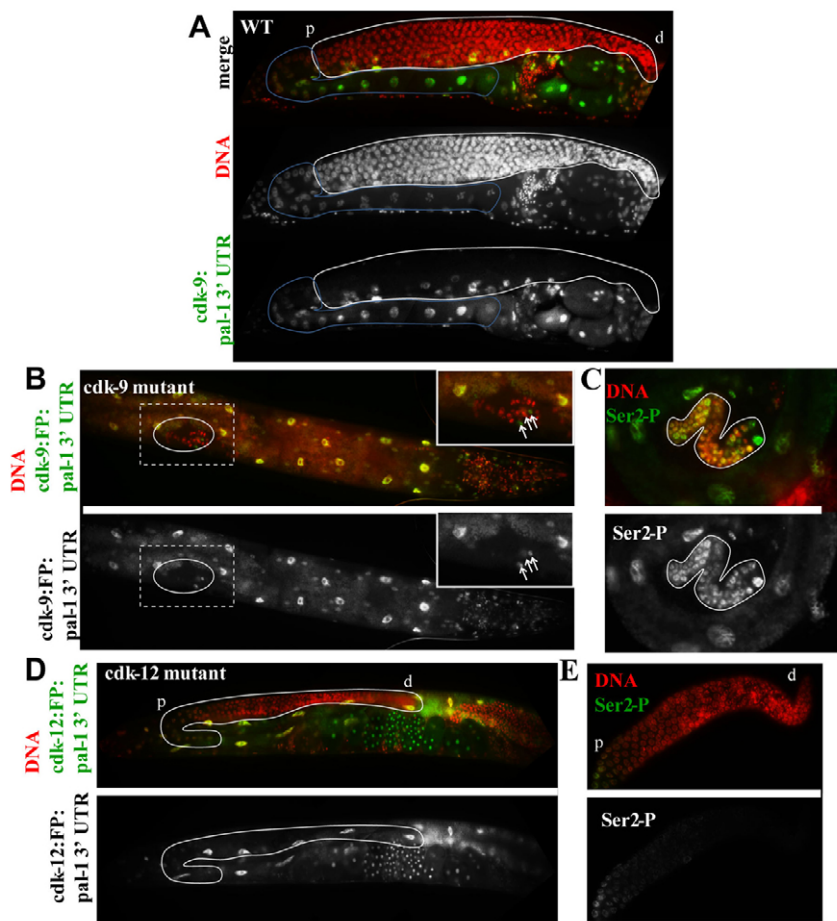 A
WT
p
d
merge
DNA
cdk-9:
pal-1 3’ UTR
B
cdk-9 mutant
DNA
cdk-9:FP:
pal-1 3’ UTR
cdk-9:FP:
pal-1 3’ UTR
C
DNA
Ser2-P
Ser2-P
D
cdk-12 mutant
p
d
DNA
cdk-12:FP:
pal-1 3’ UTR
cdk-12:FP:
pal-1 3’ UTR
E
DNA
Ser2-P
d
p
Ser2-P